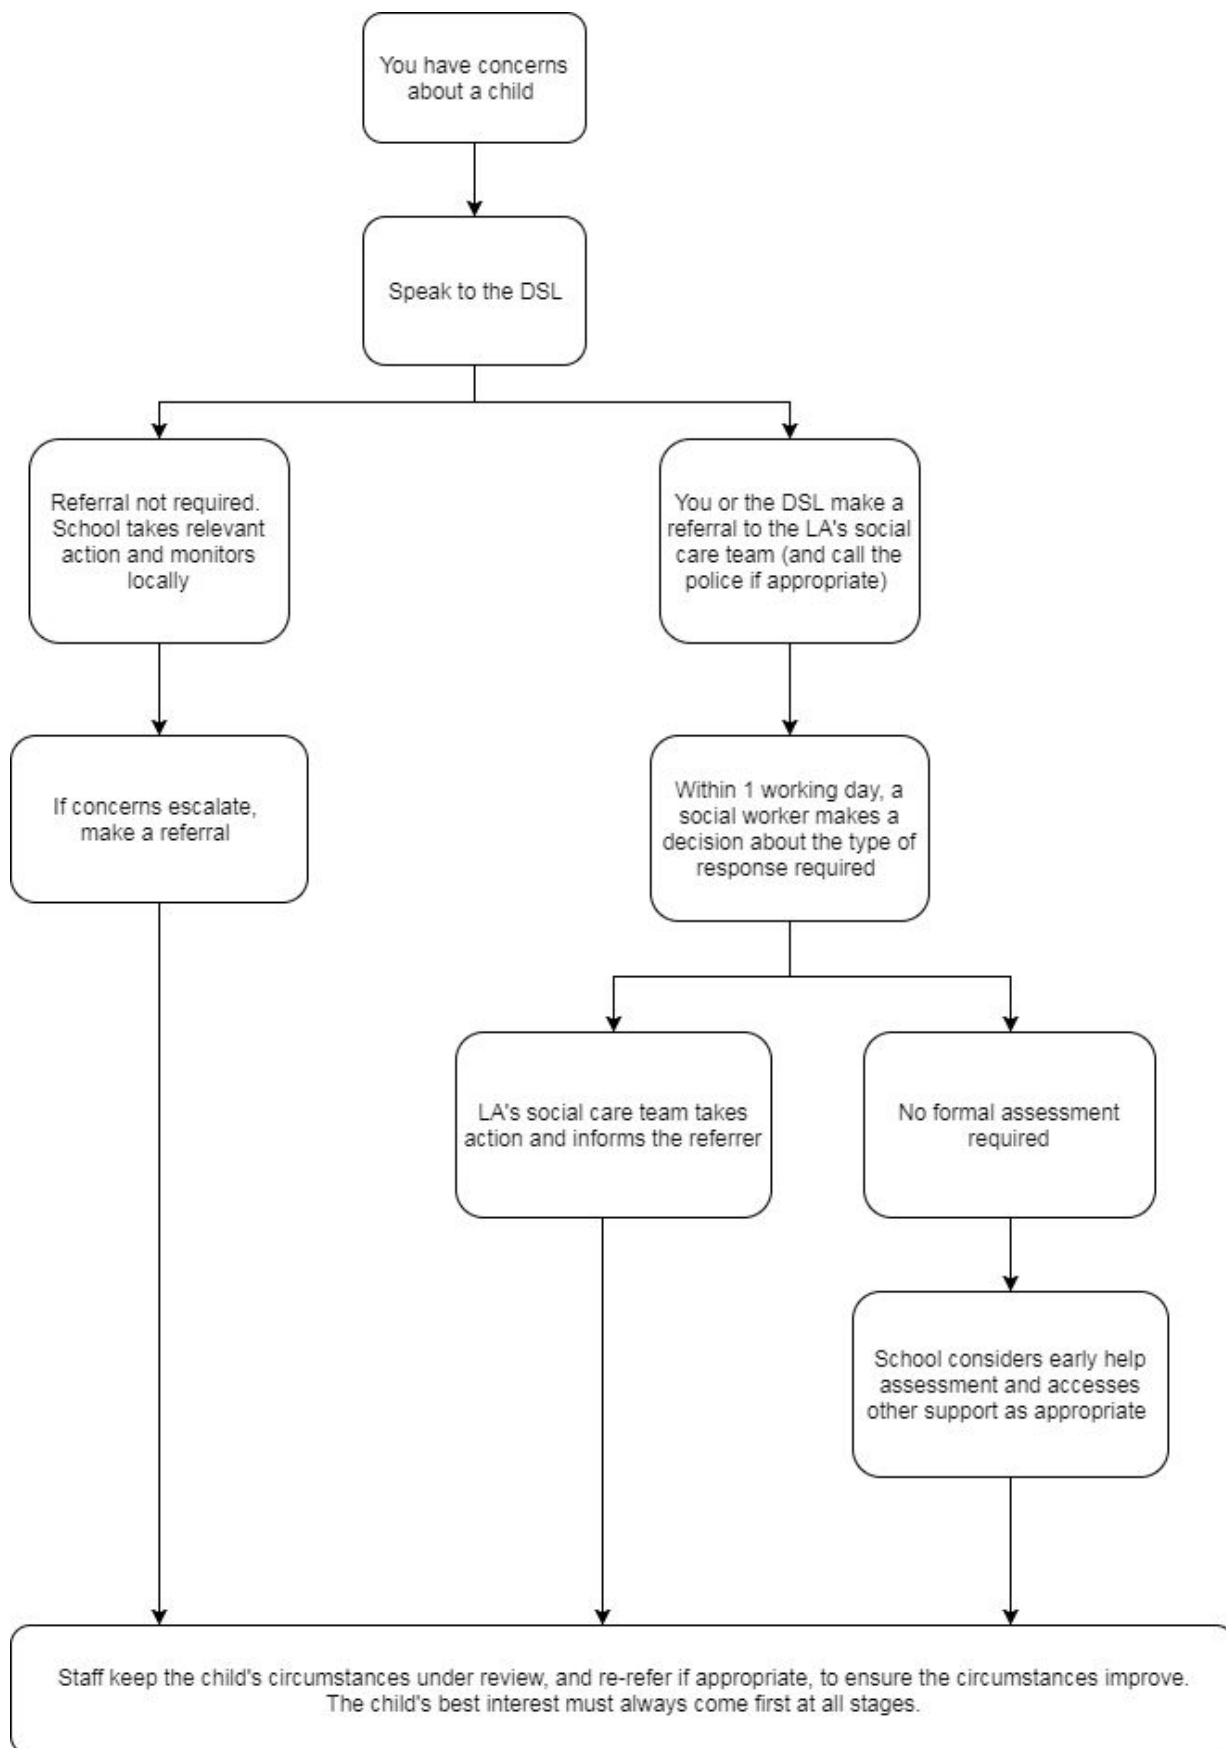 You have concerns
about a child
Speak to the DSL
Referral not required.
School takes relevant
action and monitors
locally
You or the DSL make a
referral to the LA's social
care team (and call the
police if appropriate)
If concerns escalate,
make a referral
Within 1 working day, a
social worker makes a
decision about the type of
response required
LA's social care team takes
action and informs the referrer
No formal assessment
required
School considers early help
assessment and accesses
other support as appropriate
Staff keep the child's circumstances under review, and re-refer if appropriate, to ensure the circumstances improve.
The child's best interest must always come first at all stages.